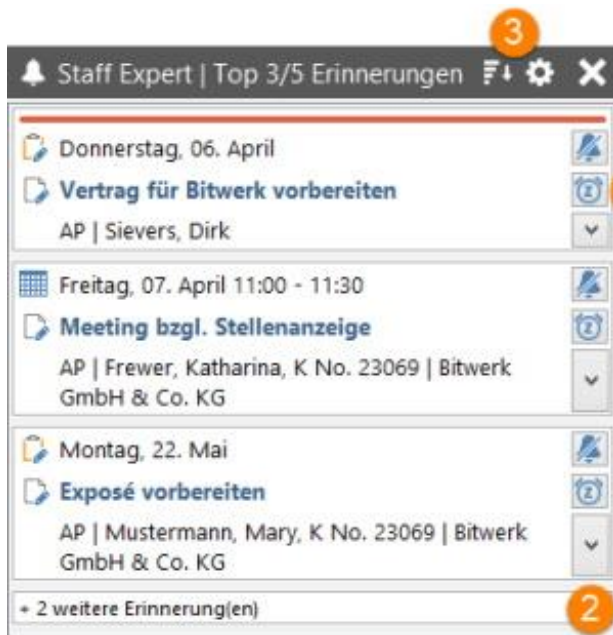 3
Staff Expert | Top 3/5 Erinnerungen
Donnerstag, 06. April
Vertrag für Bitwerk vorbereiten
AP | Sievers, Dirk
Freitag, 07. April 11:00 - 11:30
Meeting bzgl. Stellenanzeige
AP | Frewer, Katharina, K No. 23069 | Bitwerk
GmbH & Co. KG
Montag, 22. Mai
Exposé vorbereiten
AP | Mustermann, Mary, K No. 23069 | Bitwerk
GmbH & Co. KG
+ 2 weitere Erinnerung(en)
2